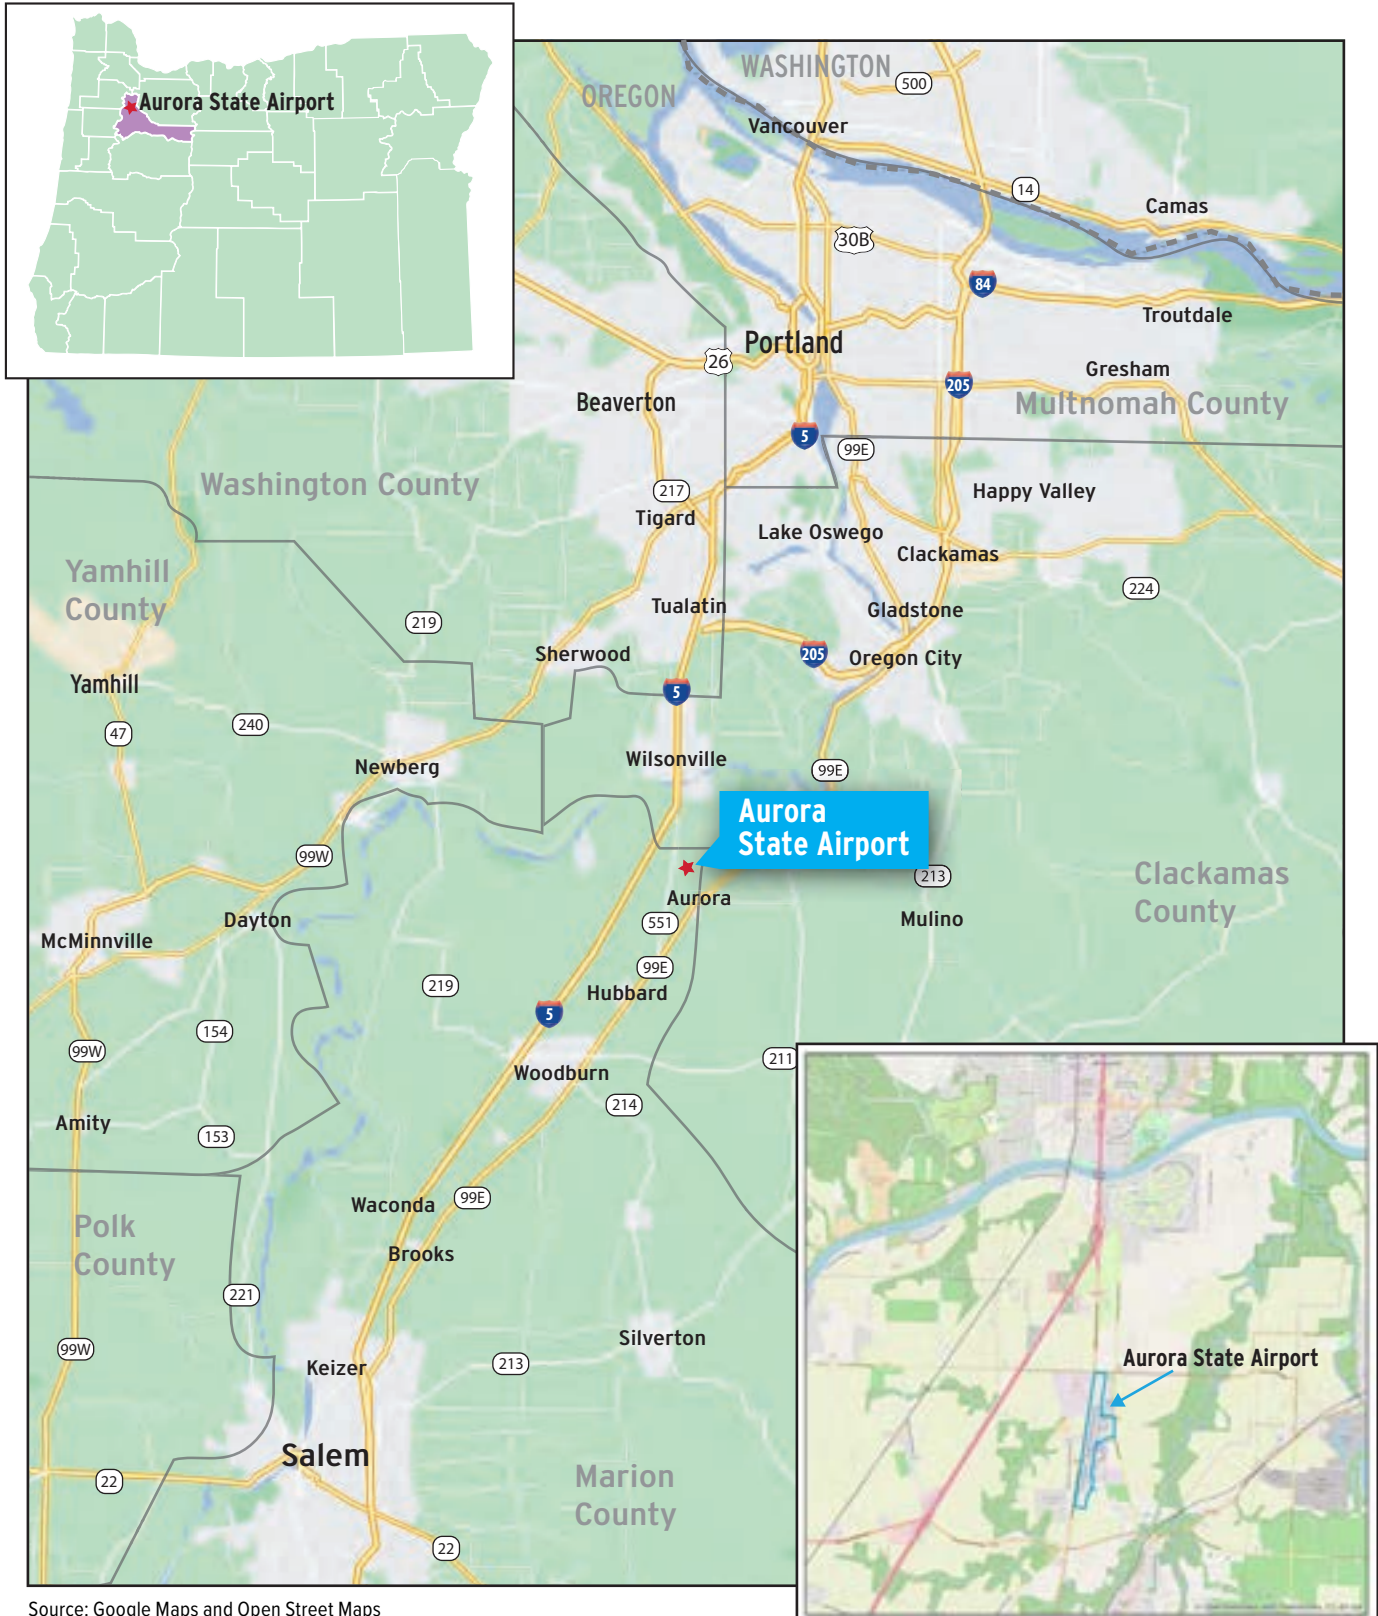 Aurora State Airport
WASHINGTON
OREGON
500
Vancouver
14
Camas
30B
84
Troutdale
Portland
26
Gresham
205
Beaverton
Multnomah County
5
99E
Washington County
217
Happy Valley
Tigard
Lake Oswego
Clackamas
Yamhill
County
224
Tualatin
Gladstone
219
Sherwood
205
Oregon City
Yamhill
5
240
47
Wilsonville
Newberg
99E
Aurora
State Airport
99W
213
Clackamas
County
Aurora
Dayton
551
Mulino
McMinnville
99E
219
Hubbard
5
154
99W
211
Woodburn
214
Amity
153
Waconda
99E
Polk
County
Brooks
221
Silverton
99W
213
Keizer
Aurora State Airport
Salem
22
Marion
County
22
Source: Google Maps and Open Street Maps